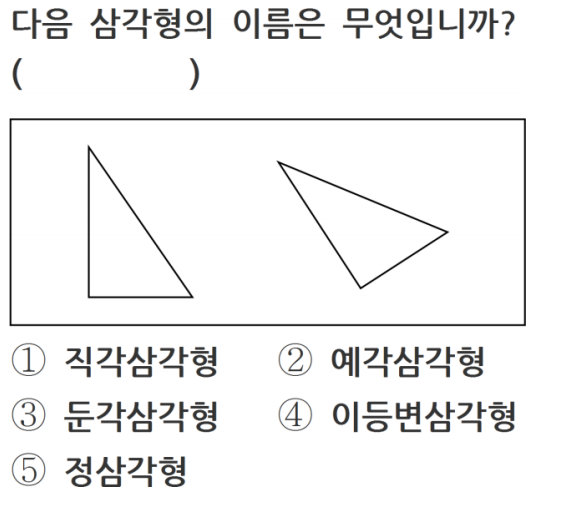 다음 삼각형의 이름은 무엇입니까?
(          )
① 직각삼각형 ② 예각삼각형
③ 둔각삼각형 ④ 이등변삼각형
⑤ 정삼각형